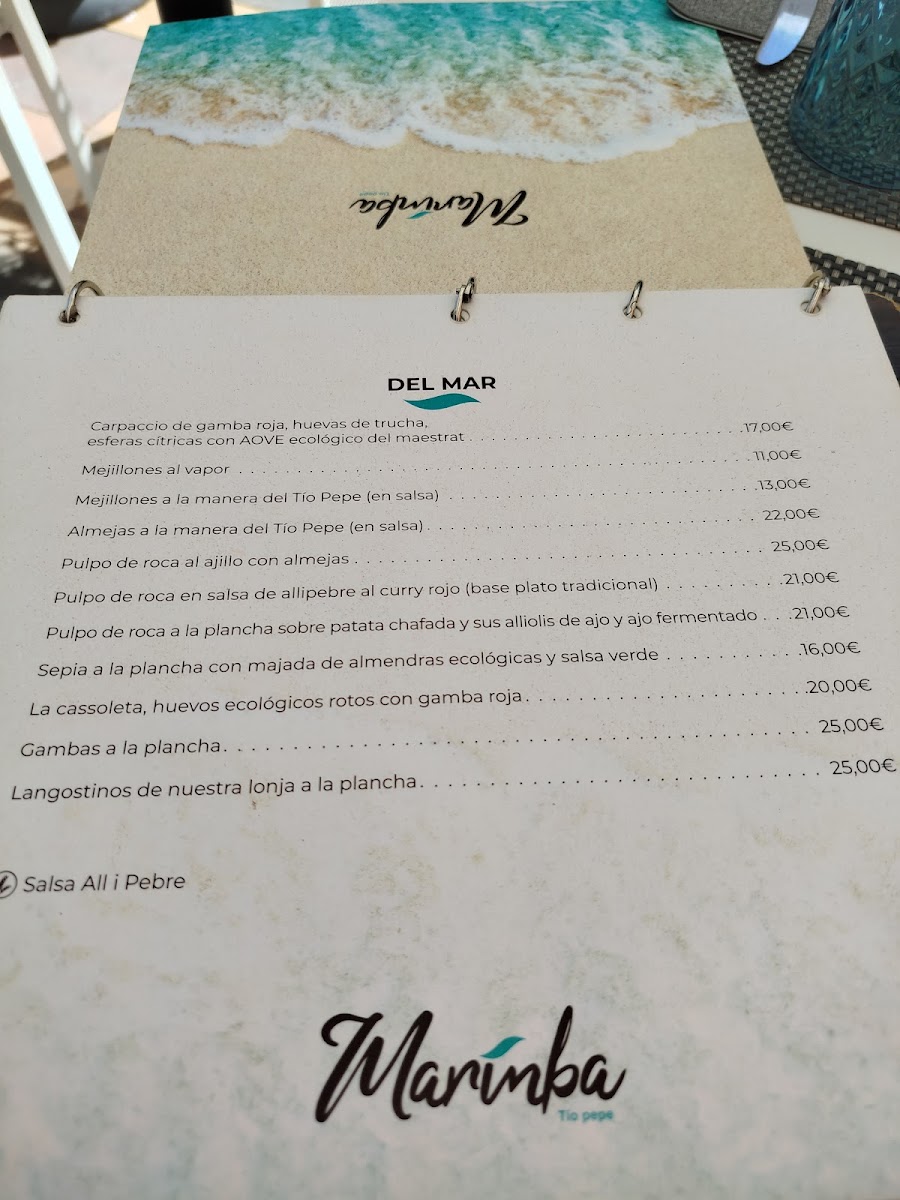 Marinba
DEL MAR
Carpaccio de gamba roja, huevas de trucha,
esferas cítricas con AOVE ecológico del maestrat . . . . . . . . . . . . . . . . . . . . . . . . 17,00€
Mejillones al vapor . . . . . . . . . . . . . . . . . . . . . . . . . . . . . . . . . . . . . . . . 11,00€
Mejillones a la manera del Tío Pepe (en salsa) . . . . . . . . . . . . . . . . . . . . . . . . 13,00€
Almejas a la manera del Tío Pepe (en salsa) . . . . . . . . . . . . . . . . . . . . . . . . . 22,00€
Pulpo de roca al ajillo con almejas . . . . . . . . . . . . . . . . . . . . . . . . . . . . . . 25,00€
Pulpo de roca en salsa de allipebre al curry rojo (base plato tradicional) . . . . . . . . . 21,00€
Pulpo de roca a la plancha sobre patata chafada y sus alliolis de ajo y ajo fermentado . . . 21,00€
Sepia a la plancha con majada de almendras ecológicas y salsa verde . . . . . . . . . . . 16,00€
La cassoleta, huevos ecológicos rotos con gamba roja . . . . . . . . . . . . . . . . . . . 20,00€
Gambas a la plancha . . . . . . . . . . . . . . . . . . . . . . . . . . . . . . . . . . . . . . 25,00€
Langostinos de nuestra lonja a la plancha . . . . . . . . . . . . . . . . . . . . . . . . . . 25,00€
Salsa All i Pebre
Marinba
Tío pepe